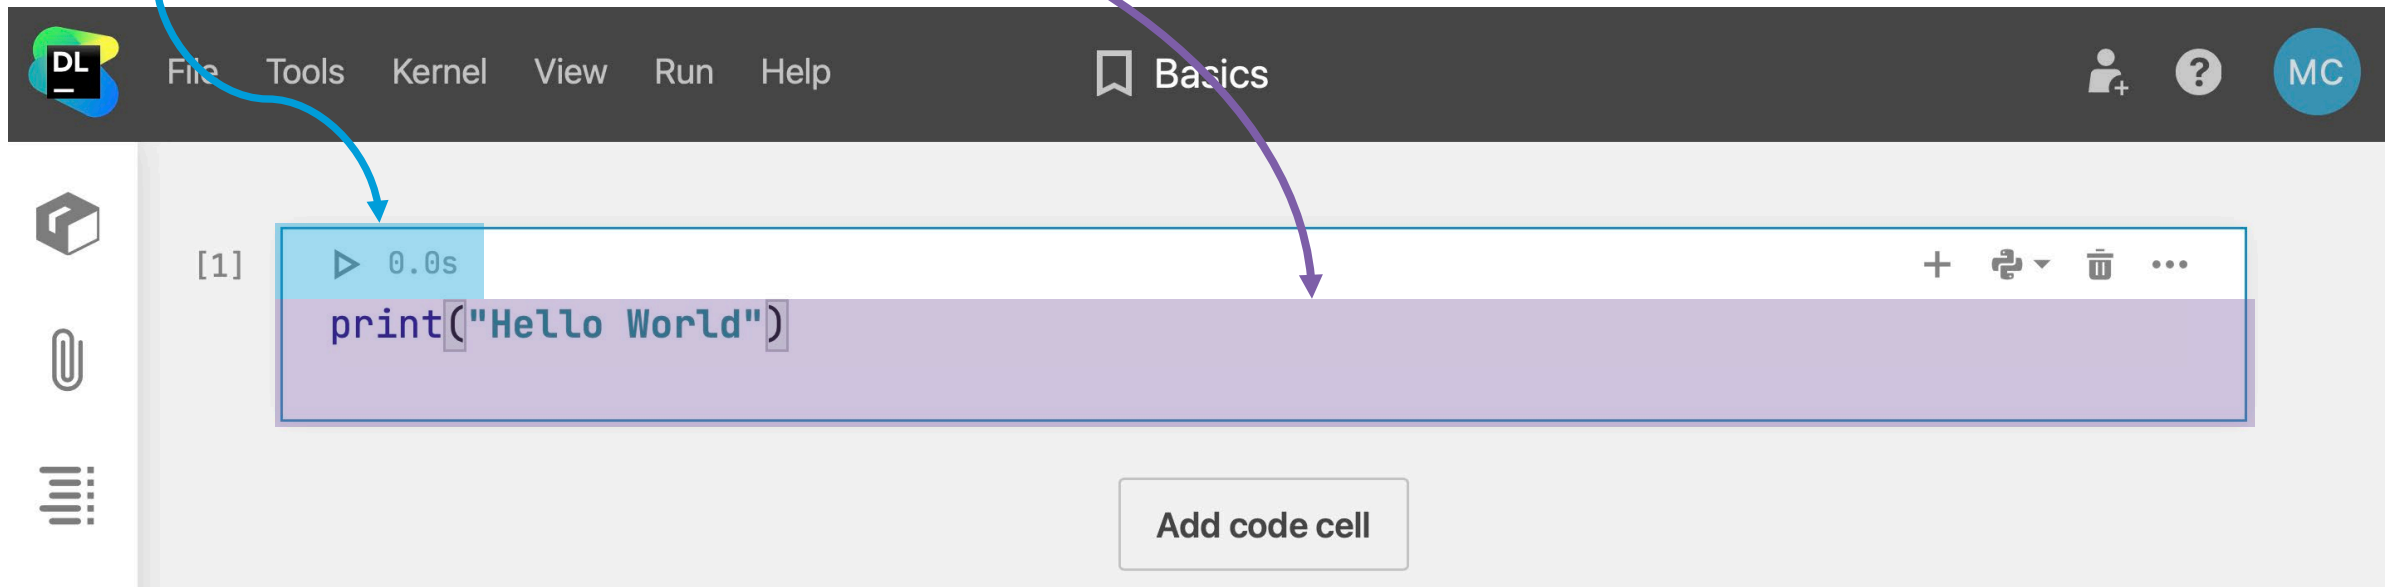 DL
File Tools Kernel View Run Help
Basics
?
MC
[1]
0.0s
print("Hello World")
Add code cell